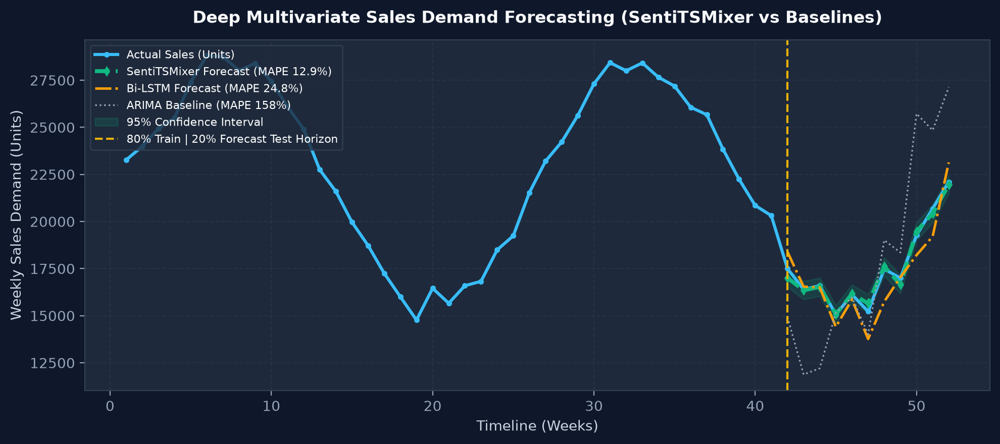 Deep Multivariate Sales Demand Forecasting (SentiTSMixer vs Baselines)
Actual Sales (Units)
SentiTSMixer Forecast (MAPE 12.9%)
Bi-LSTM Forecast (MAPE 24.8%)
ARIMA Baseline (MAPE 158%)
95% Confidence Interval
80% Train | 20% Forecast Test Horizon
Weekly Sales Demand (Units)
27500
25000
22500
20000
17500
15000
12500
0 10 20 30 40 50
Timeline (Weeks)